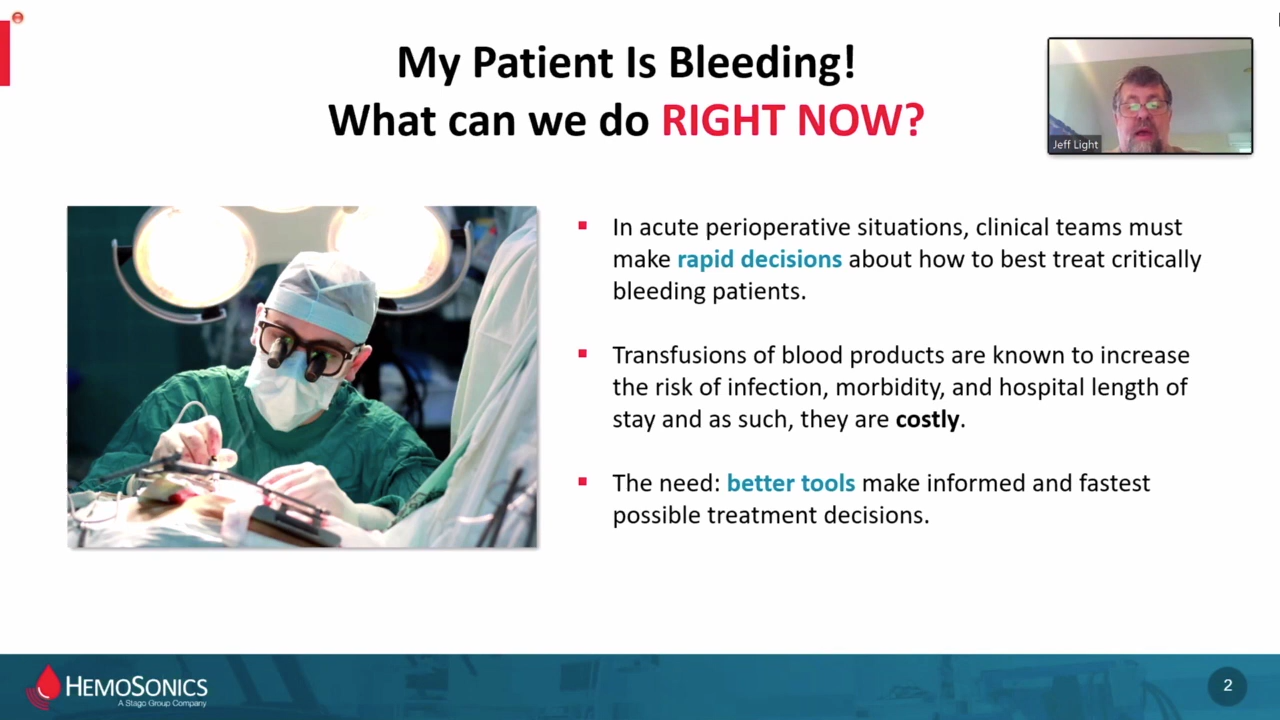 My Patient Is Bleeding!
What can we do RIGHT NOW?
Jeff Light
In acute perioperative situations, clinical teams must
make rapid decisions about how to best treat critically
bleeding patients.
Transfusions of blood products are known to increase
the risk of infection, morbidity, and hospital length of
stay and as such, they are costly.
The need: better tools make informed and fastest
possible treatment decisions.
HEMOSONICS
A Stago Group Company
2